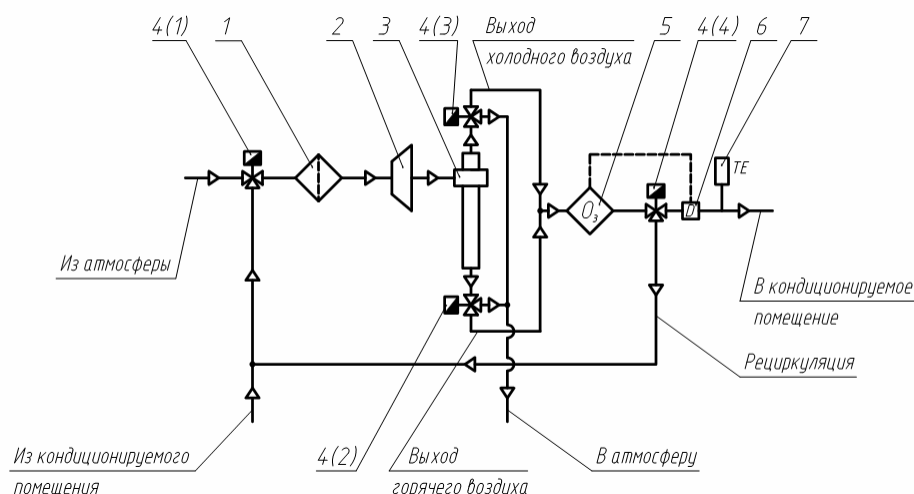 4(1)
1
2
3
4(3)
Выход
холодного воздуха
5
4(4)
6
7
TE
O₃
D
Из атмосферы
В кондиционируемое
помещение
Рециркуляция
Из кондиционируемого
помещения
4(2)
Выход
горячего воздуха
В атмосферу